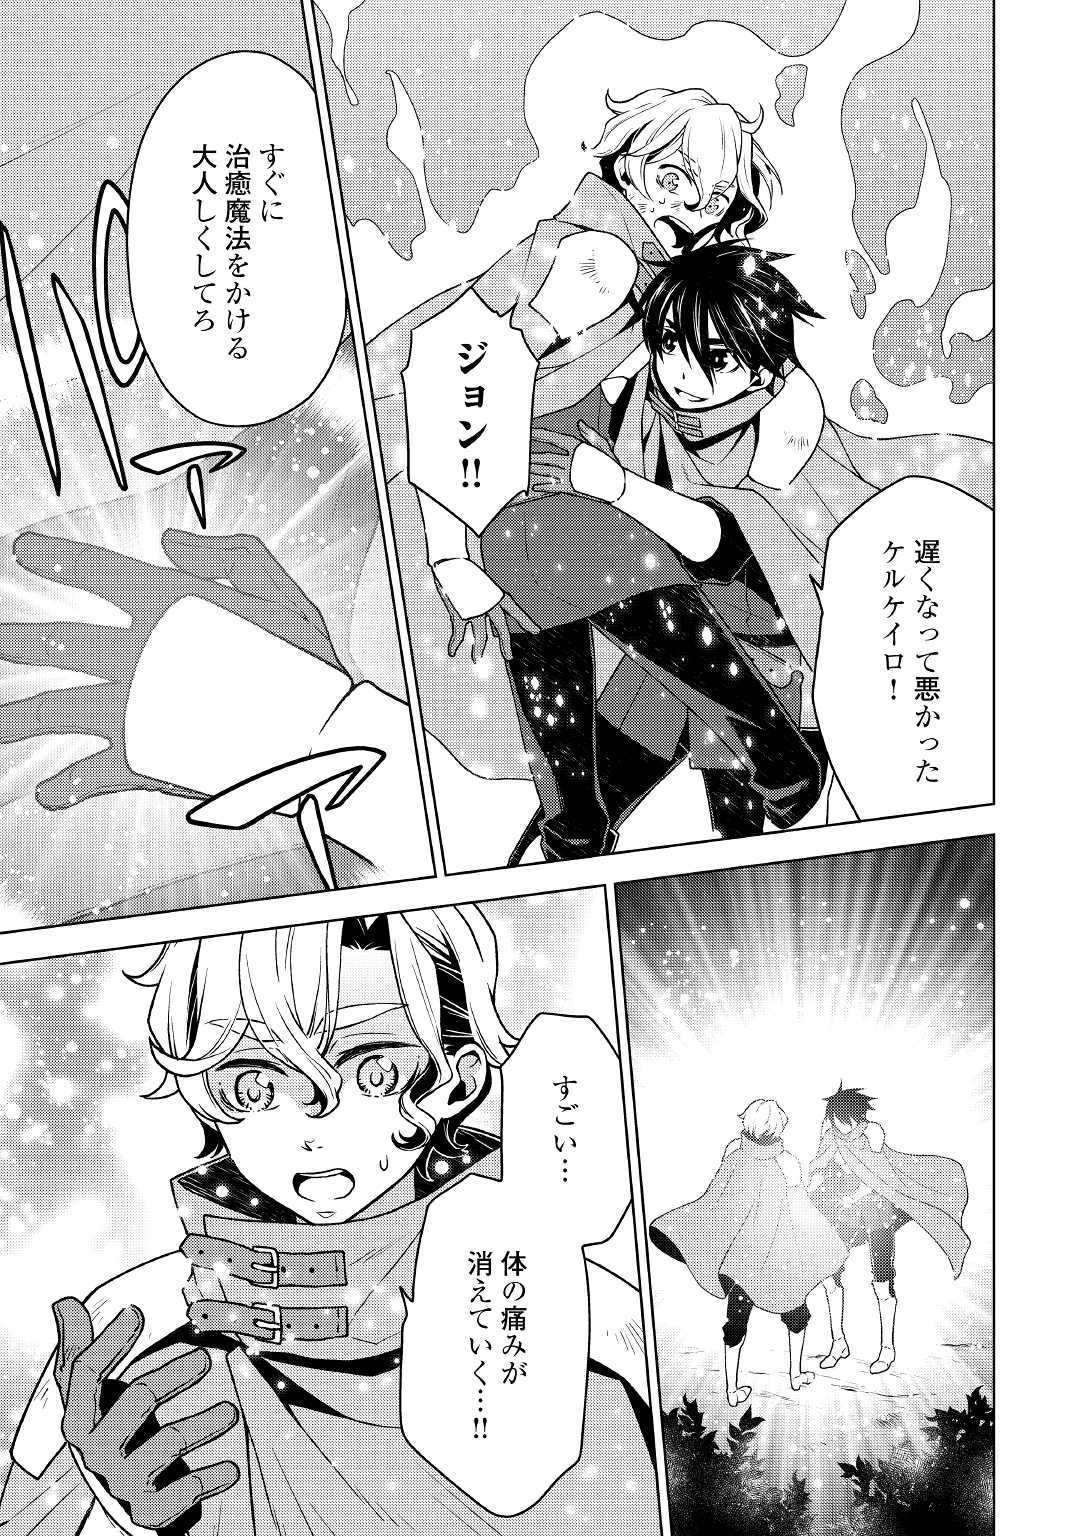 遅くなって悪かった
ケルケイロ！
ジョン!!
すぐに
治癒魔法をかける
大人しくしてろ
すごい…
体の痛みが
消えていく…!!